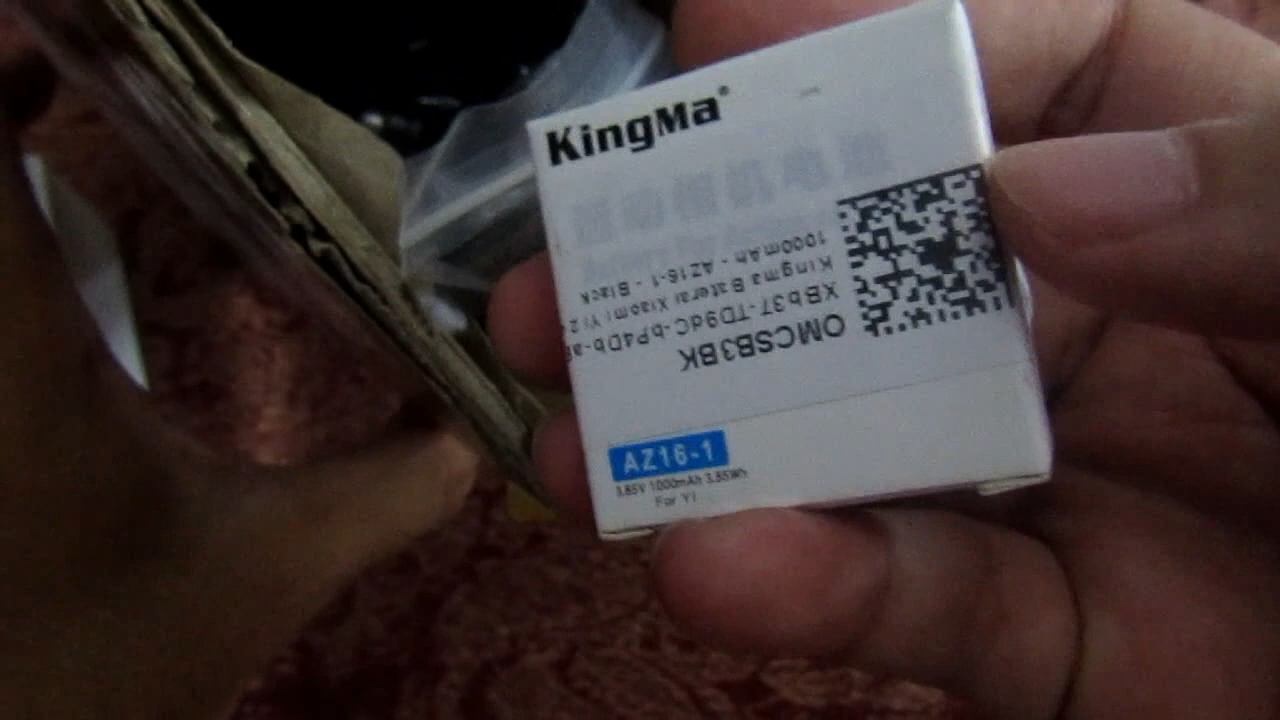 KingMa
OMCSB3BK
XBb37-TD9dC-bP4Db-
Kingma Baterai Xiaomi Yi 2
1000mAh - AZ16-1 - Black
AZ16-1
3.85V 1000mAh 3.85Wh
For YI